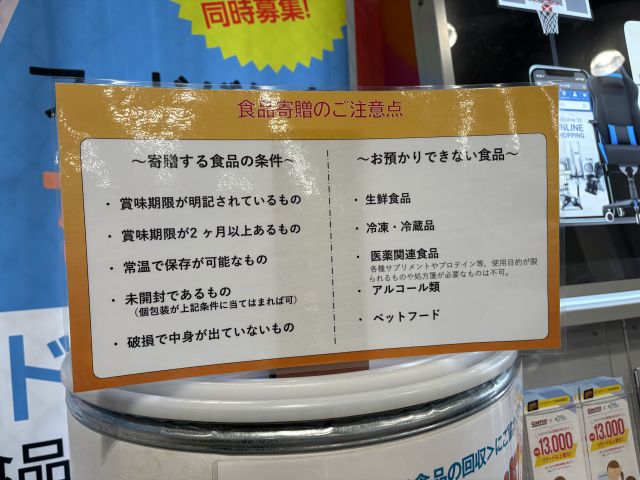 同時募集!
食品寄贈のご注意点
～寄贈する食品の条件～
・賞味期限が明記されているもの
・賞味期限が2ヶ月以上あるもの
・常温で保存が可能なもの
・未開封であるもの
（個包装が上記条件に当てはまれば可）
・破損で中身が出ていないもの
～お預かりできない食品～
・生鮮食品
・冷凍・冷蔵品
・医薬関連食品
各種サプリメントやプロテイン等、使用目的が限
られるものや処方箋が必要なものは不可。
・アルコール類
・ペットフード
ONLINE
SHOPPING
ド
食品
食品の回収>にご
COSTCO
13,000
COSTCO
13,000